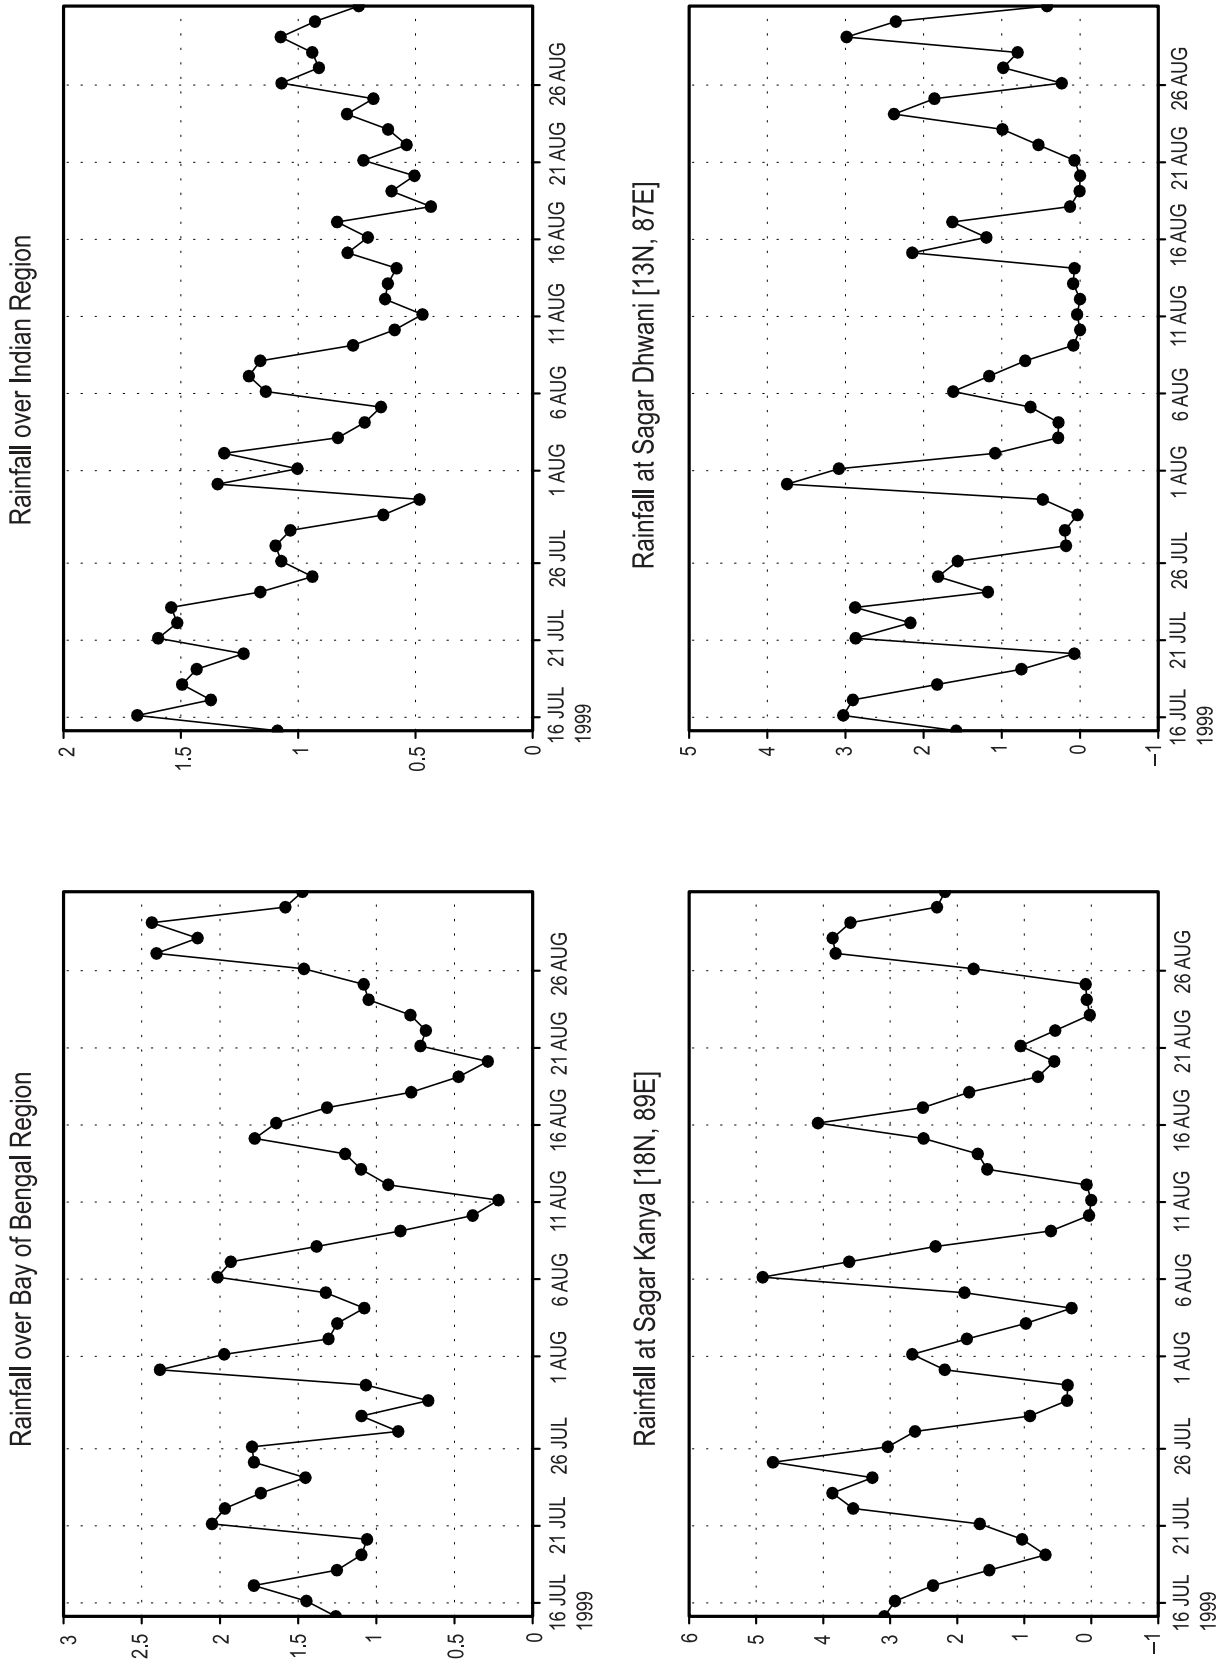 Rainfall over Bay of Bengal Region
3
2.5
2
1.5
1
0.5
0
16 JUL
1999
21 JUL
26 JUL
1 AUG
6 AUG
11 AUG
16 AUG
21 AUG
26 AUG
Rainfall over Indian Region
2
1.5
1
0.5
0
16 JUL
1999
21 JUL
26 JUL
1 AUG
6 AUG
11 AUG
16 AUG
21 AUG
26 AUG
Rainfall at Sagar Kanya [18N, 89E]
6
5
4
3
2
1
0
–1
16 JUL
1999
21 JUL
26 JUL
1 AUG
6 AUG
11 AUG
16 AUG
21 AUG
26 AUG
Rainfall at Sagar Dhwani [13N, 87E]
5
4
3
2
1
0
–1
16 JUL
1999
21 JUL
26 JUL
1 AUG
6 AUG
11 AUG
16 AUG
21 AUG
26 AUG